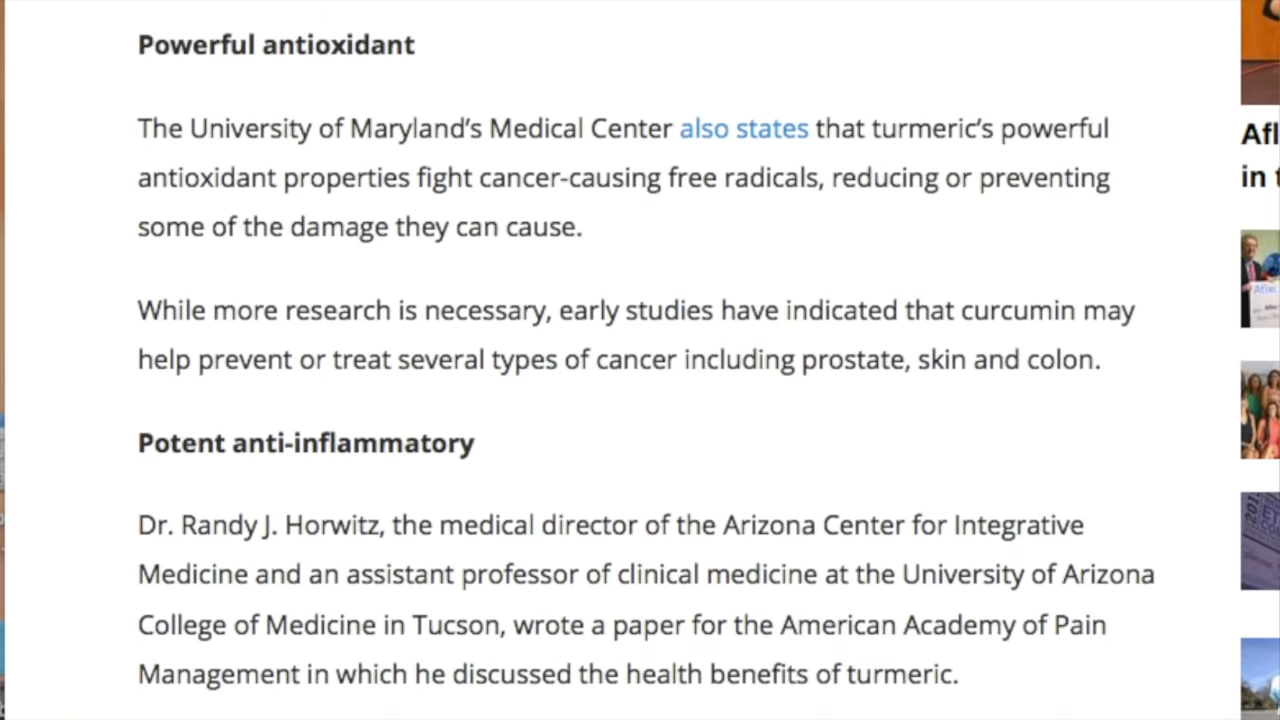 Powerful antioxidant
The University of Maryland’s Medical Center also states that turmeric’s powerful
antioxidant properties fight cancer-causing free radicals, reducing or preventing
some of the damage they can cause.
While more research is necessary, early studies have indicated that curcumin may
help prevent or treat several types of cancer including prostate, skin and colon.
Potent anti-inflammatory
Dr. Randy J. Horwitz, the medical director of the Arizona Center for Integrative
Medicine and an assistant professor of clinical medicine at the University of Arizona
College of Medicine in Tucson, wrote a paper for the American Academy of Pain
Management in which he discussed the health benefits of turmeric.
Afl
in t